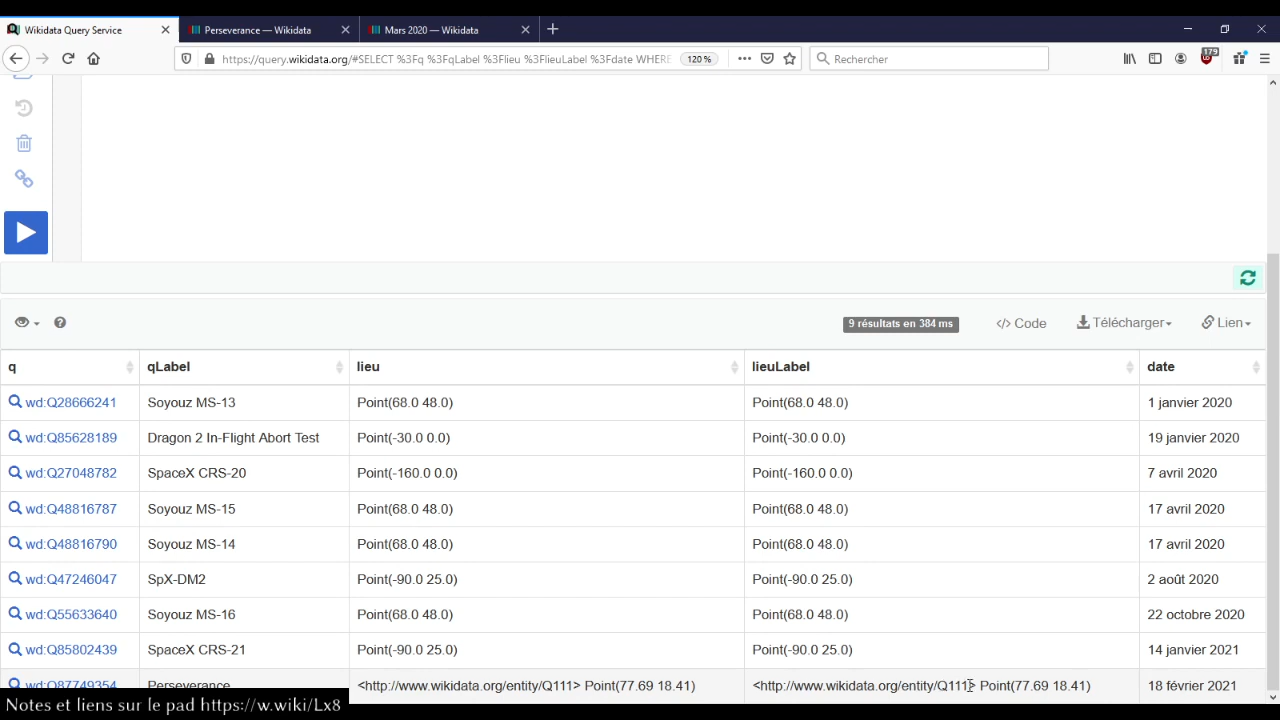 Wikidata Query Service
Perseverance — Wikidata
Mars 2020 — Wikidata
https://query.wikidata.org/#SELECT %3Fq %3FqLabel %3Flieu %3FlieuLabel %3Fdate WHERE
120 %
Rechercher
179
9 résultats en 384 ms
</> Code
Télécharger
Lien
q qLabel lieu lieuLabel date
wd:Q28666241 Soyouz MS-13 Point(68.0 48.0) Point(68.0 48.0) 1 janvier 2020
wd:Q85628189 Dragon 2 In-Flight Abort Test Point(-30.0 0.0) Point(-30.0 0.0) 19 janvier 2020
wd:Q27048782 SpaceX CRS-20 Point(-160.0 0.0) Point(-160.0 0.0) 7 avril 2020
wd:Q48816787 Soyouz MS-15 Point(68.0 48.0) Point(68.0 48.0) 17 avril 2020
wd:Q48816790 Soyouz MS-14 Point(68.0 48.0) Point(68.0 48.0) 17 avril 2020
wd:Q47246047 SpX-DM2 Point(-90.0 25.0) Point(-90.0 25.0) 2 août 2020
wd:Q55633640 Soyouz MS-16 Point(68.0 48.0) Point(68.0 48.0) 22 octobre 2020
wd:Q85802439 SpaceX CRS-21 Point(-90.0 25.0) Point(-90.0 25.0) 14 janvier 2021
wd:Q87749354 Perseverance <http://www.wikidata.org/entity/Q111> Point(77.69 18.41) <http://www.wikidata.org/entity/Q111> Point(77.69 18.41) 18 février 2021
Notes et liens sur le pad https://w.wiki/Lx8